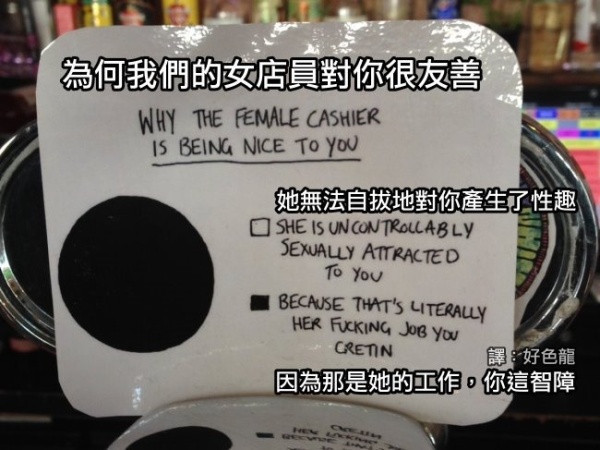 為何我們的女店員對你很友善
WHY THE FEMALE CASHIER
IS BEING NICE TO YOU
她無法自拔地對你產生了性趣
SHE IS UNCONTROLLABLY
SEXUALLY ATTRACTED
TO YOU
BECAUSE THAT'S LITERALLY
HER FUCKING JOB YOU
CRETIN
譯：好色龍
因為那是她的工作，你這智障